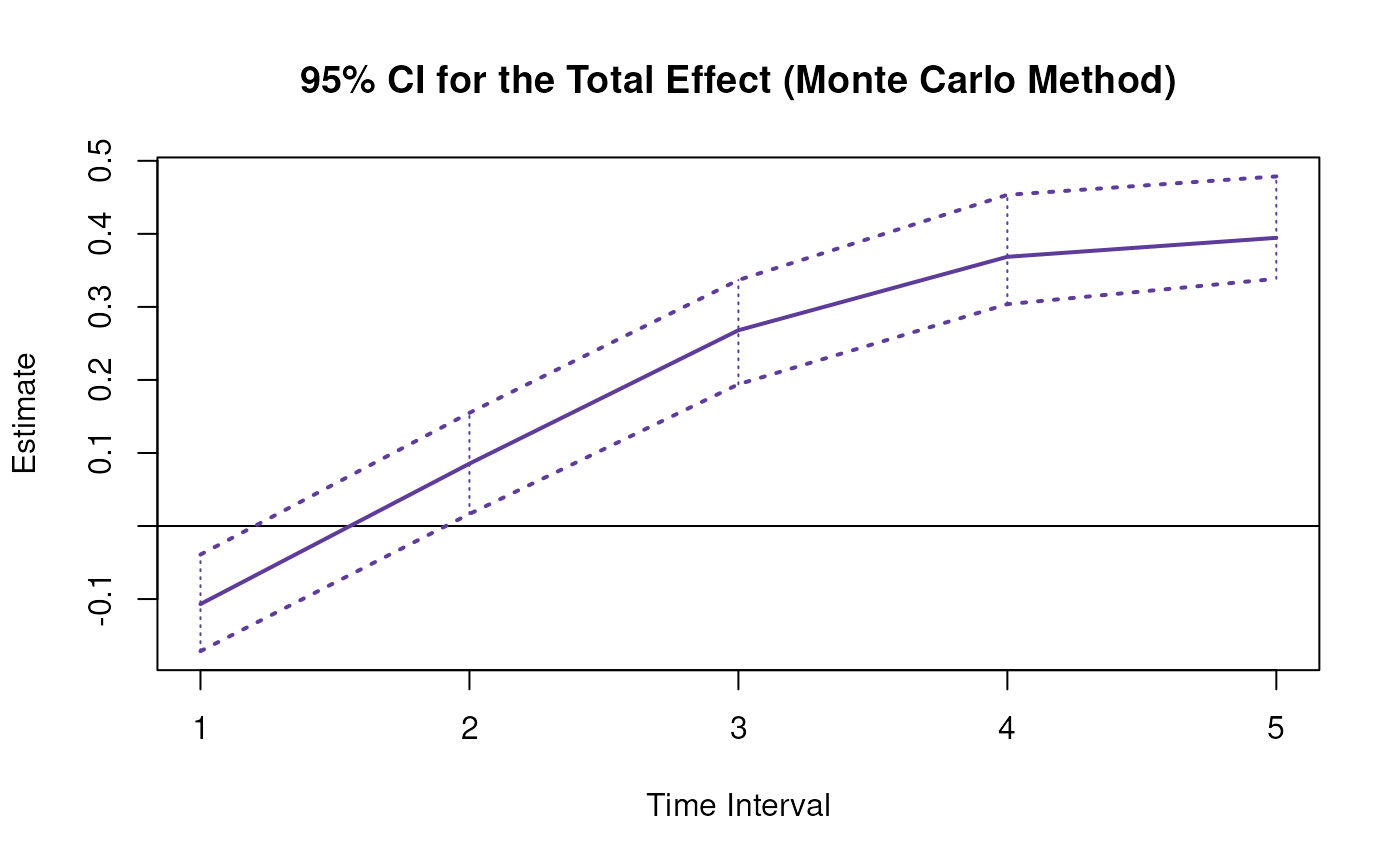 95% CI for the Total Effect (Monte Carlo Method)
Estimate
0.5
0.4
0.3
0.2
0.1
-0.1
1 2 3 4 5
Time Interval